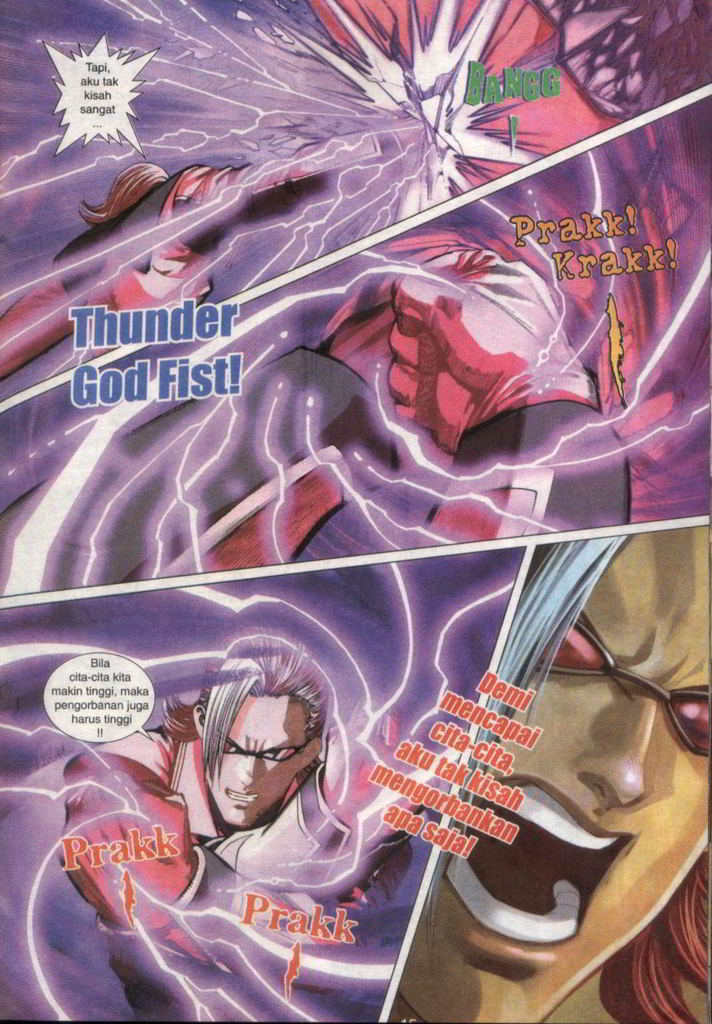 Tapi,
aku tak
kisah
sangat
...
BANGG
!
Prakk!
Krakk!
Thunder
God Fist!
Bila
cita-cita kita
makin tinggi, maka
pengorbanan juga
harus tinggi
!!
Demi
mencapai
cita-cita,
aku tak kisah
mengorbankan
apa saja!
Prakk
!
Prakk
!
15